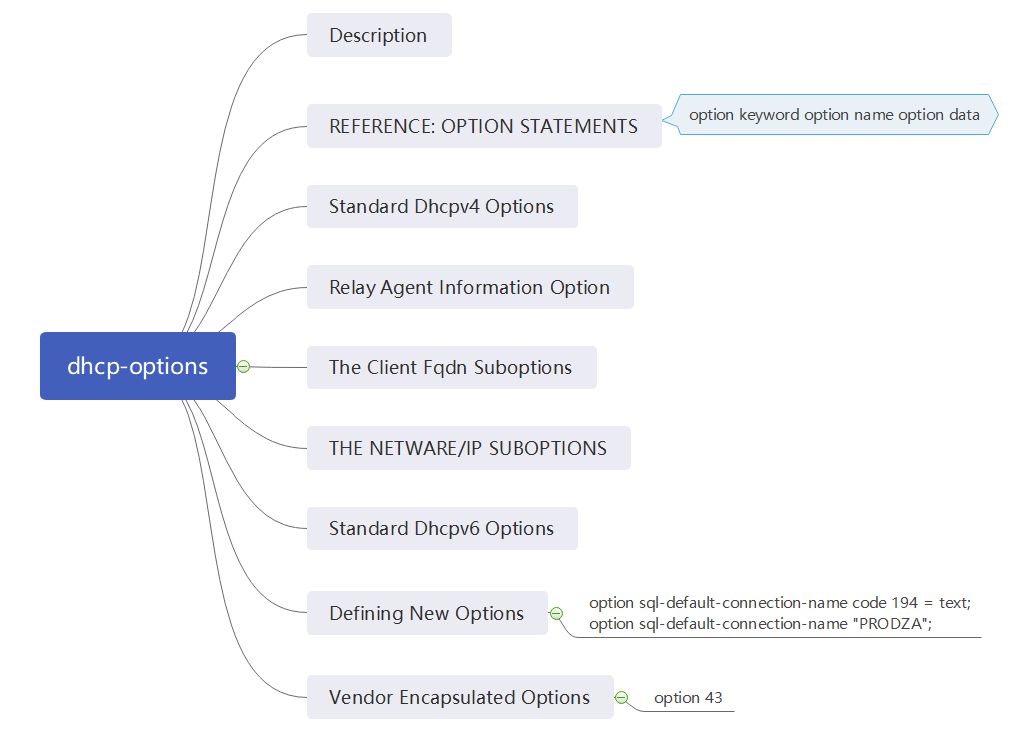 Description
REFERENCE: OPTION STATEMENTS
option keyword option name option data
Standard Dhcpv4 Options
Relay Agent Information Option
dhcp-options
The Client Fqdn Suboptions
THE NETWARE/IP SUBOPTIONS
Standard Dhcpv6 Options
Defining New Options
option sql-default-connection-name code 194 = text;
option sql-default-connection-name "PRODZA";
Vendor Encapsulated Options
option 43